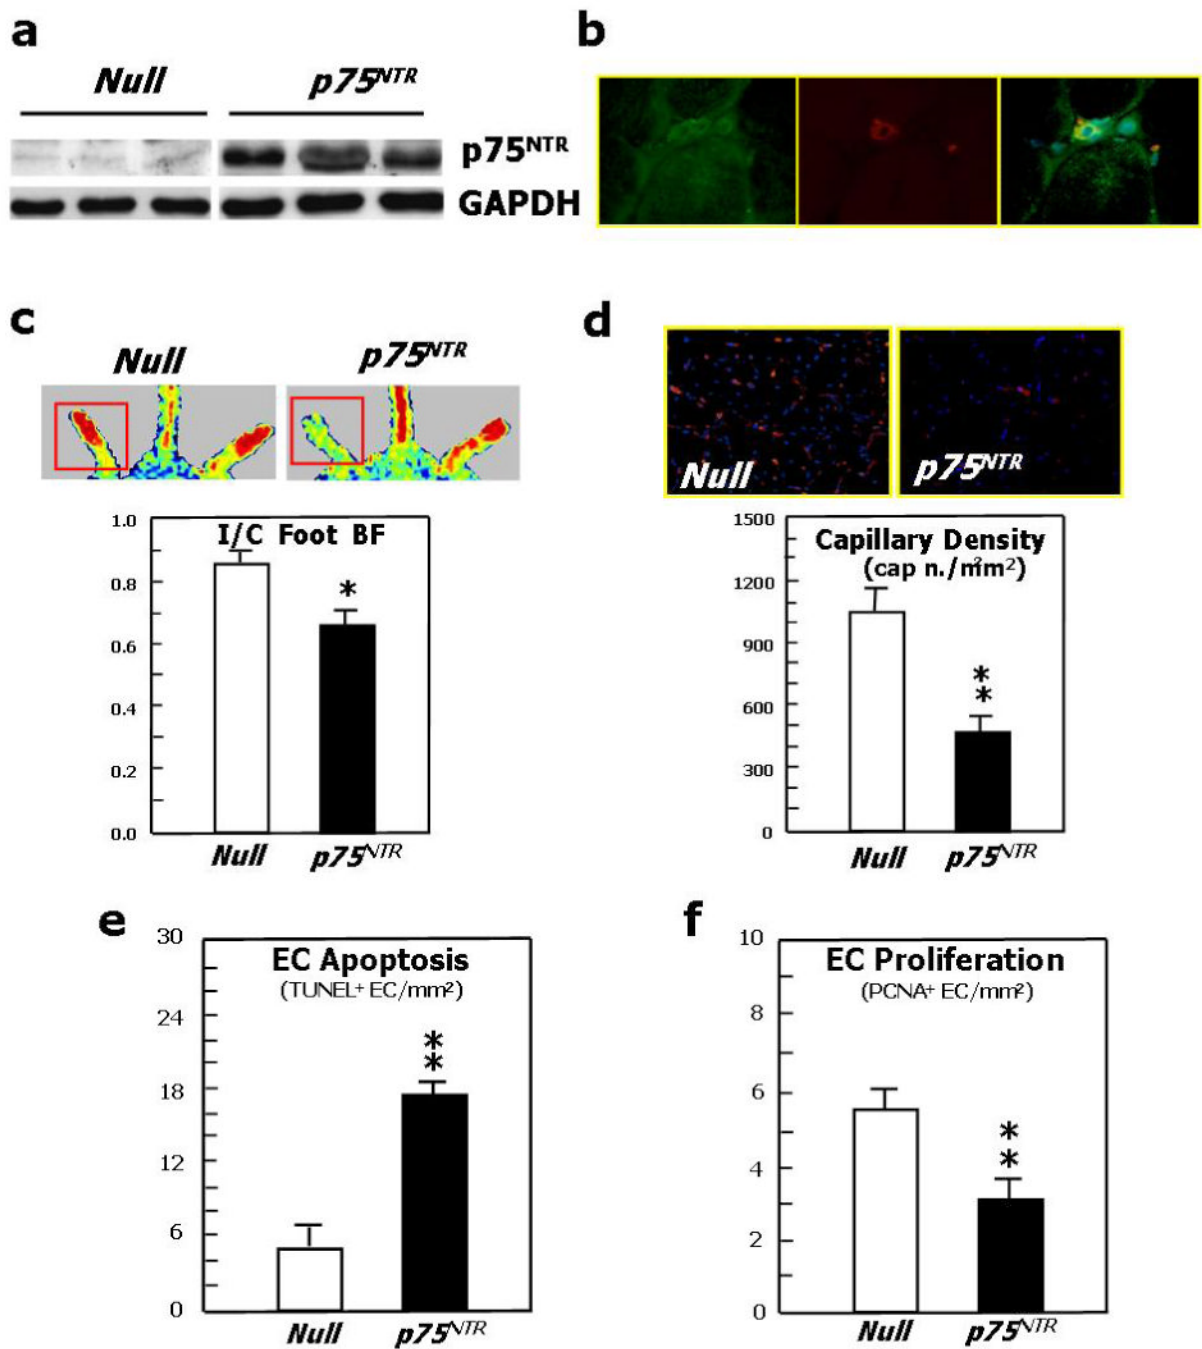 a
Null p75NTR
p75NTR
GAPDH
b
c
Null p75NTR
I/C Foot BF
1.0
0.8
0.6
0.4
0.2
0.0
*
Null p75NTR
d
Null p75NTR
Capillary Density
(cap n./mm²)
1500
1200
900
600
300
0
*
*
Null p75NTR
e
EC Apoptosis
(TUNEL+ EC/mm²)
30
24
18
12
6
0
*
*
Null p75NTR
f
EC Proliferation
(PCNA+ EC/mm²)
10
8
6
4
2
0
*
*
Null p75NTR